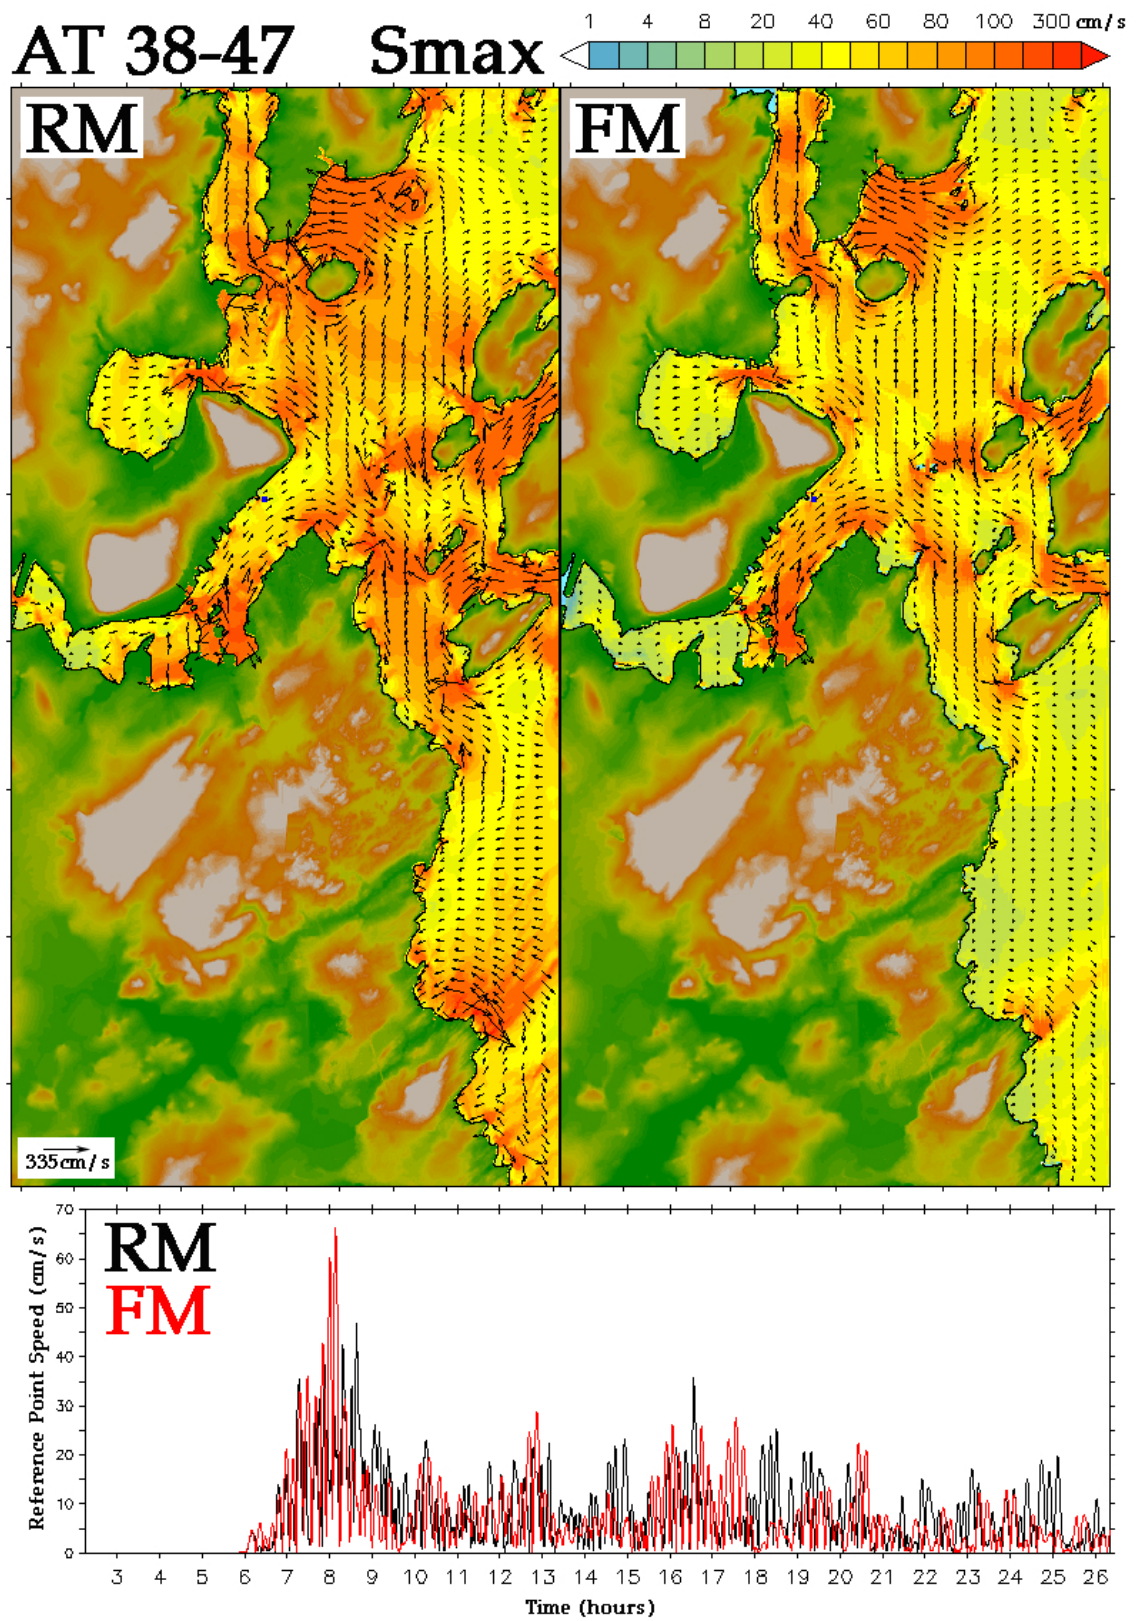 AT 38-47 Smax
1 4 8 20 40 60 80 100 300 cm/s
RM FM
335cm/s
RM
FM
Reference Point Speed (cm/s)
70
60
50
40
30
20
10
0
3 4 5 6 7 8 9 10 11 12 13 14 15 16 17 18 19 20 21 22 23 24 25 26
Time (hours)